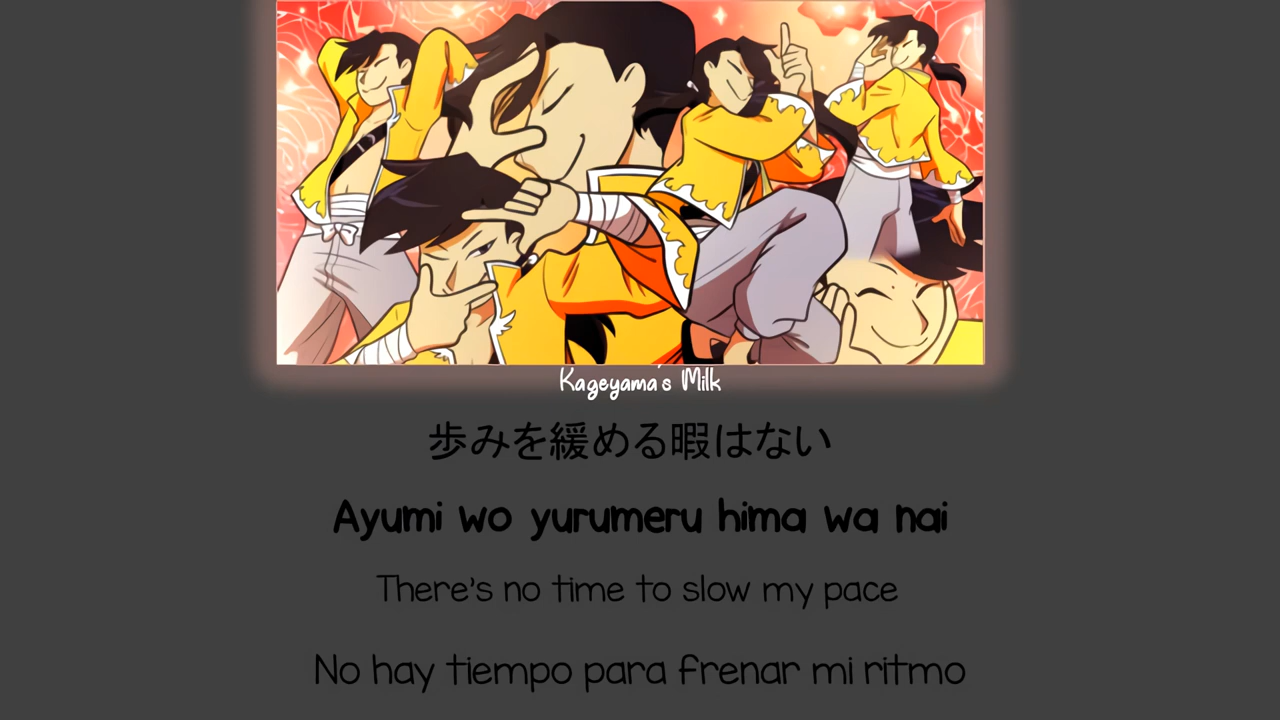 Kageyama's Milk
歩みを緩める暇はない
Ayumi wo yurumeru hima wa nai
There's no time to slow my pace
No hay tiempo para frenar mi ritmo